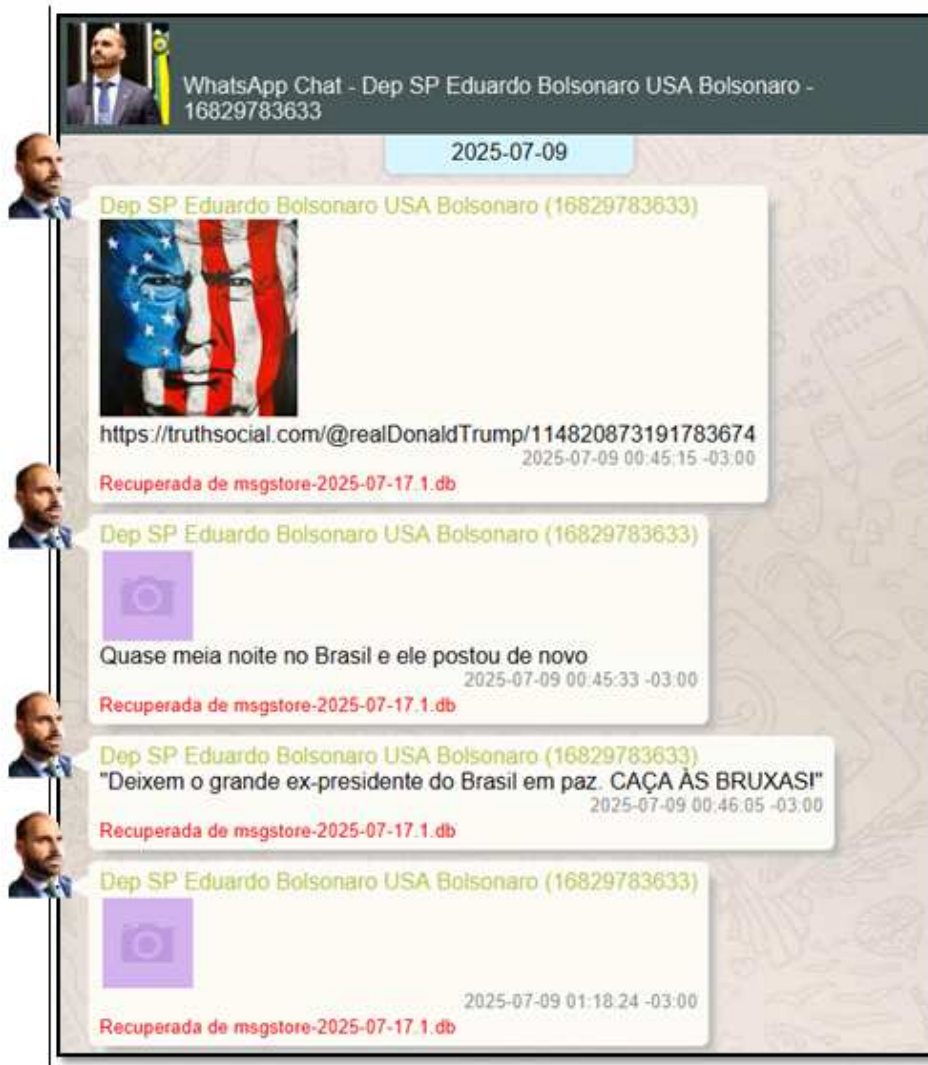 WhatsApp Chat - Dep SP Eduardo Bolsonaro USA Bolsonaro -
16829783633
2025-07-09
Dep SP Eduardo Bolsonaro USA Bolsonaro (16829783633)
https://truthsocial.com/@realDonaldTrump/114820873191783674
2025-07-09 00:45:15 -03:00
Recuperada de msgstore-2025-07-17.1.db
Dep SP Eduardo Bolsonaro USA Bolsonaro (16829783633)
Quase meia noite no Brasil e ele postou de novo
2025-07-09 00:45:33 -03:00
Recuperada de msgstore-2025-07-17.1.db
Dep SP Eduardo Bolsonaro USA Bolsonaro (16829783633)
"Deixem o grande ex-presidente do Brasil em paz. CAÇA ÀS BRUXAS!"
2025-07-09 00:46:05 -03:00
Recuperada de msgstore-2025-07-17.1.db
Dep SP Eduardo Bolsonaro USA Bolsonaro (16829783633)
2025-07-09 01:18:24 -03:00
Recuperada de msgstore-2025-07-17.1.db